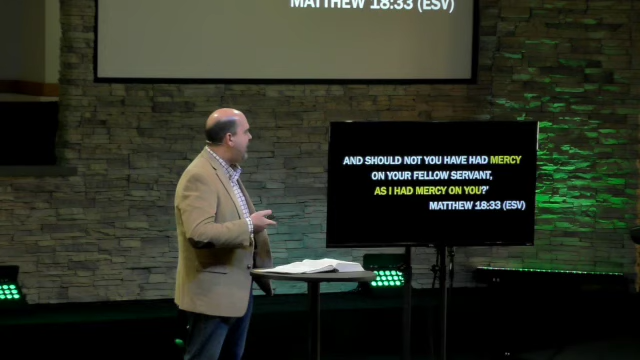 MATTHEW 18:33 (ESV)
AND SHOULD NOT YOU HAVE HAD MERCY
ON YOUR FELLOW SERVANT,
AS I HAD MERCY ON YOU?'
MATTHEW 18:33 (ESV)